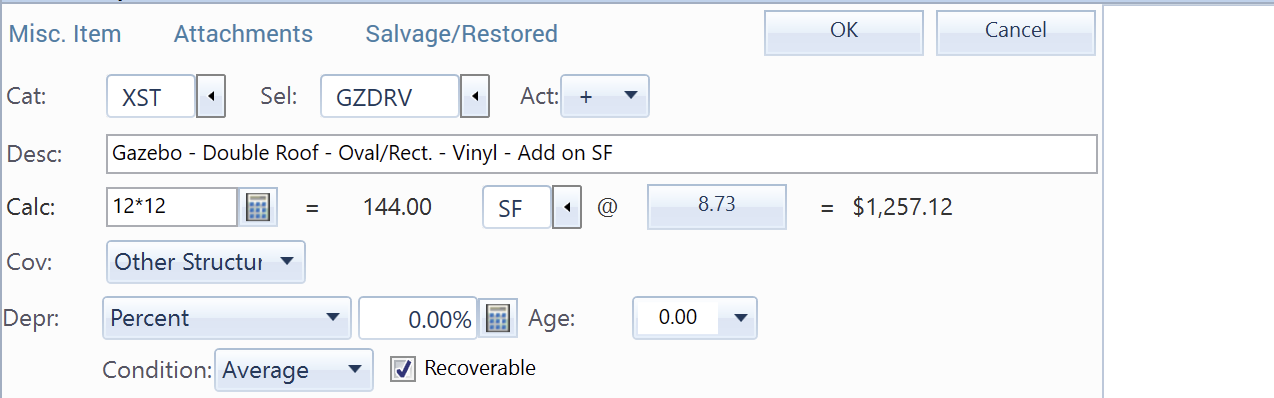 Misc. Item Attachments Salvage/Restored OK Cancel
Cat: XST Sel: GZDRV Act: +
Desc: Gazebo - Double Roof - Oval/Rect. - Vinyl - Add on SF
Calc: 12*12 = 144.00 SF @ 8.73 = $1,257.12
Cov: Other Structur
Depr: Percent 0.00% Age: 0.00
Condition: Average Recoverable